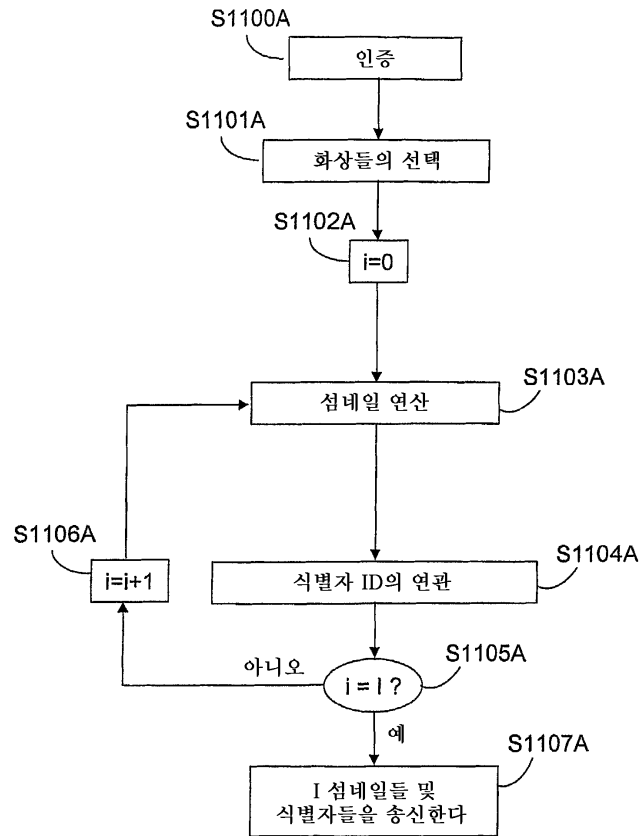 S1100A
인증
S1101A
화상들의 선택
S1102A
i=0
S1103A
섬네일 연산
S1106A
i=i+1
S1104A
식별자 ID의 연관
아니오
S1105A
i = I ?
예
S1107A
I 섬네일들 및
식별자들을 송신한다